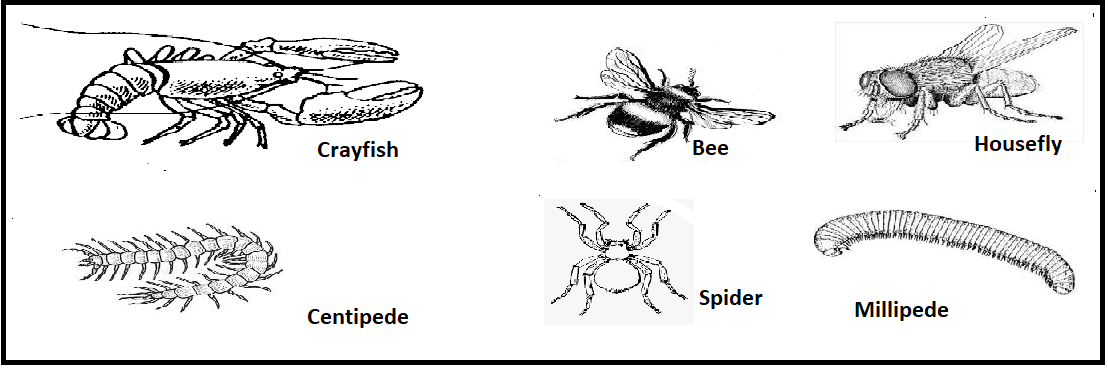 Crayfish
Bee
Housefly
Centipede
Spider
Millipede